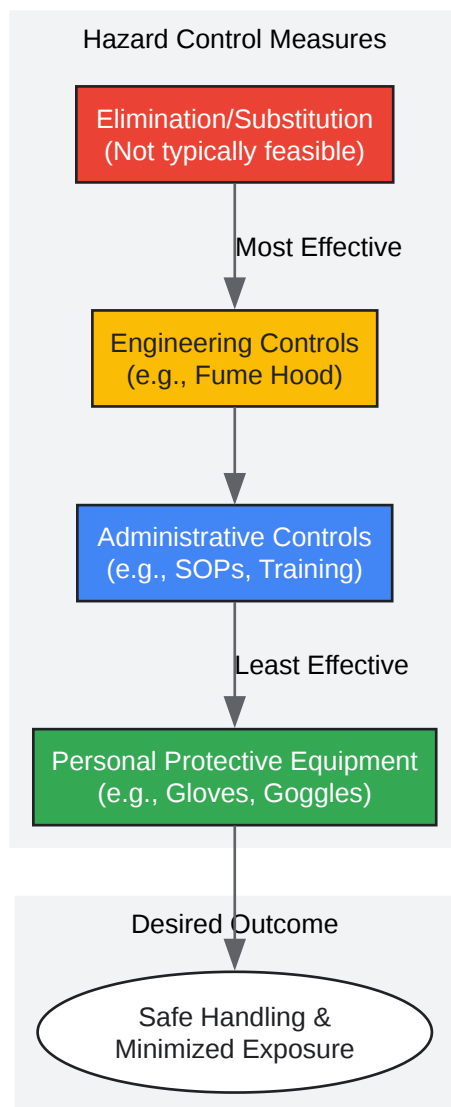 Hazard Control Measures
Elimination/Substitution
(Not typically feasible)
Most Effective
Engineering Controls
(e.g., Fume Hood)
Administrative Controls
(e.g., SOPs, Training)
Least Effective
Personal Protective Equipment
(e.g., Gloves, Goggles)
Desired Outcome
Safe Handling &
Minimized Exposure